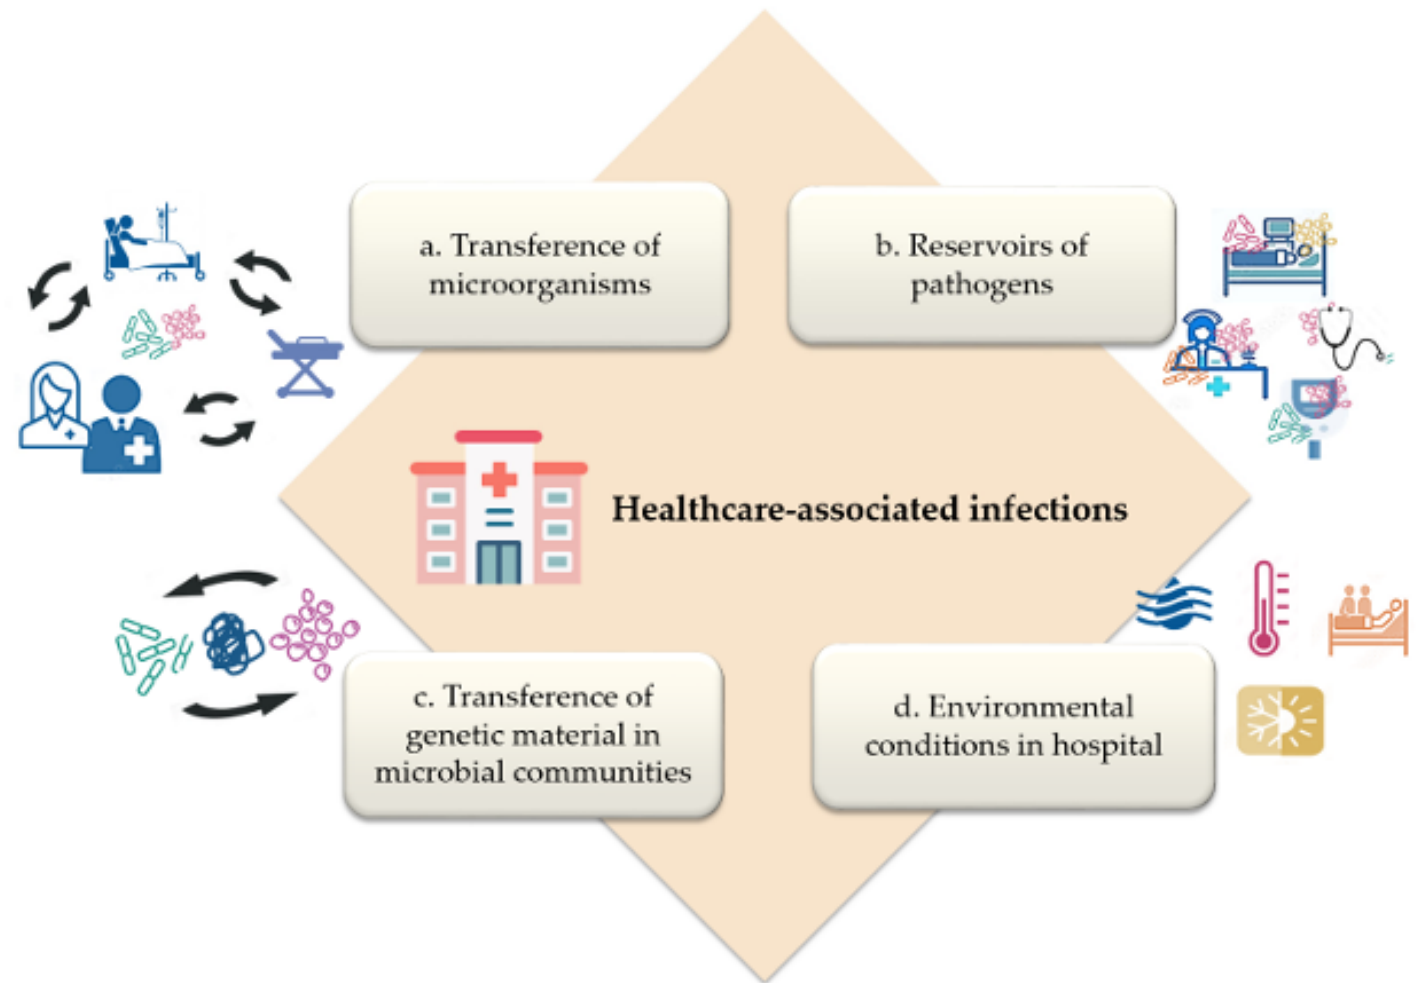 a. Transference of
microorganisms
b. Reservoirs of
pathogens
Healthcare-associated infections
c. Transference of
genetic material in
microbial communities
d. Environmental
conditions in hospital